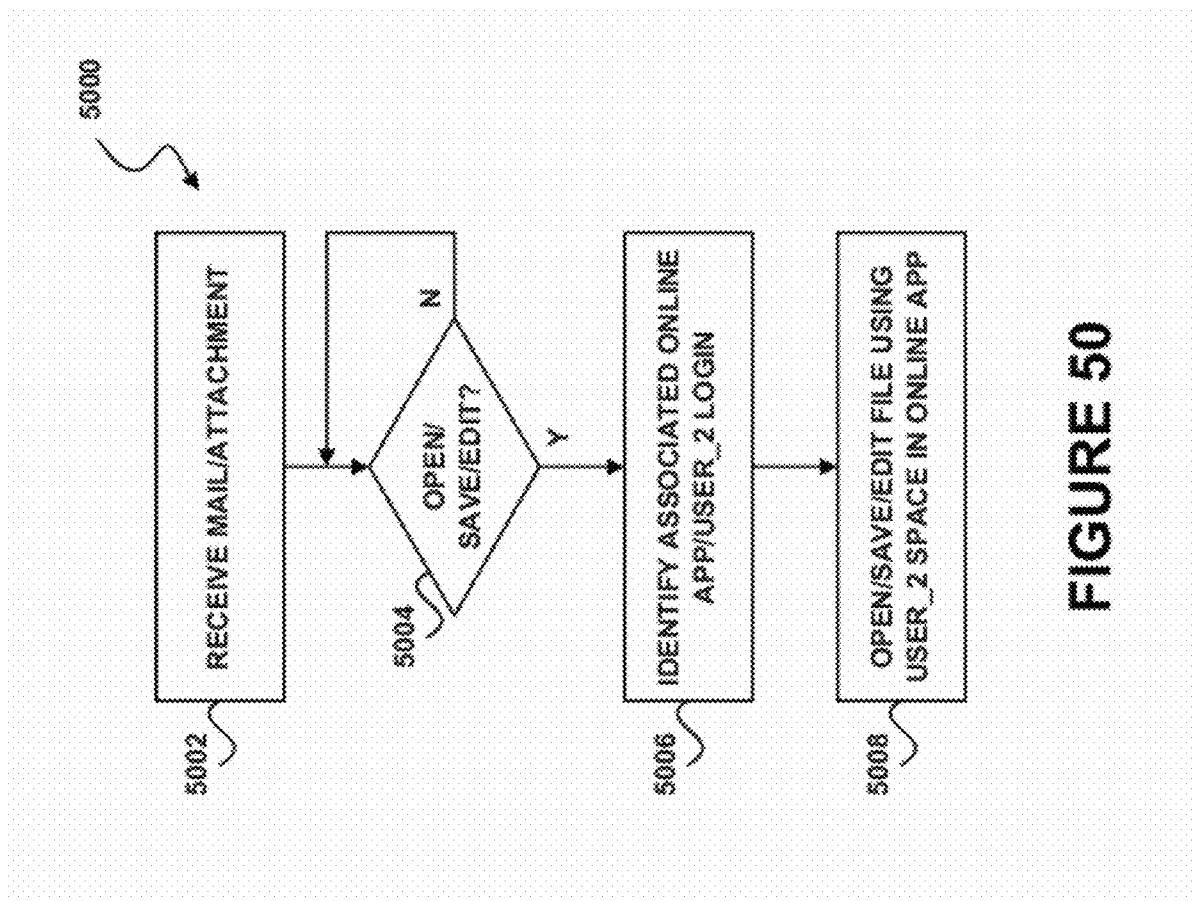 5000
5002
RECEIVE MAIL/ATTACHMENT
5004
OPEN/
SAVE/EDIT?
N
Y
5006
IDENTIFY ASSOCIATED ONLINE
APP/USER_2 LOGIN
5008
OPEN/SAVE/EDIT FILE USING
USER_2 SPACE IN ONLINE APP
FIGURE 50